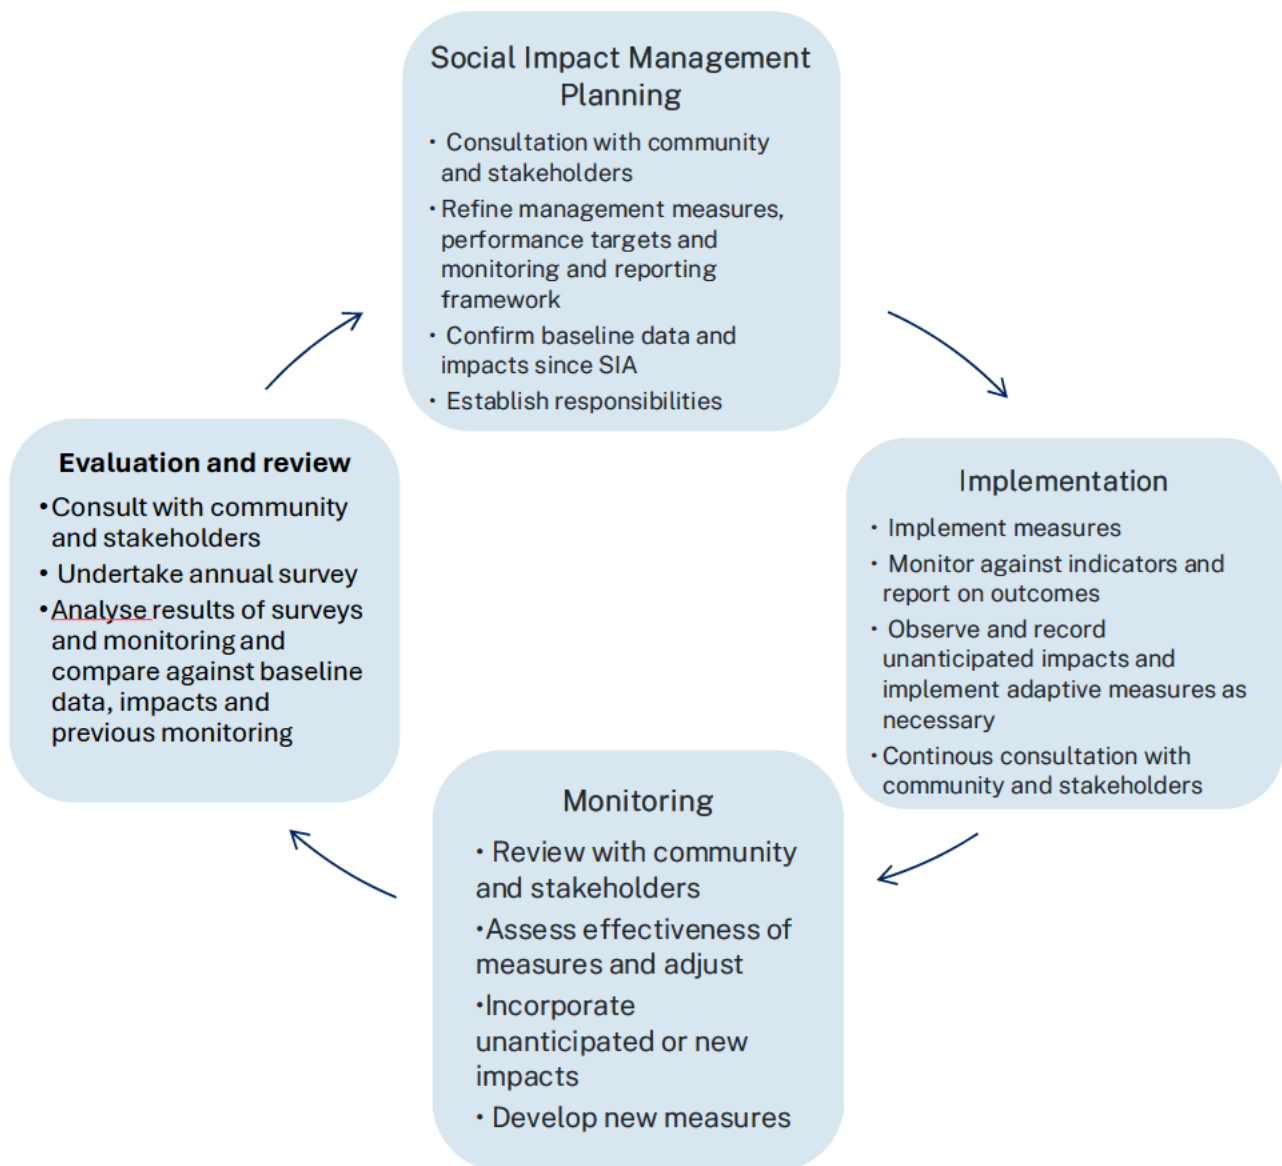 Social Impact Management
Planning
• Consultation with community
and stakeholders
• Refine management measures,
performance targets and
monitoring and reporting
framework
• Confirm baseline data and
impacts since SIA
• Establish responsibilities
Implementation
• Implement measures
• Monitor against indicators and
report on outcomes
• Observe and record
unanticipated impacts and
implement adaptive measures as
necessary
• Continous consultation with
community and stakeholders
Monitoring
• Review with community
and stakeholders
•Assess effectiveness of
measures and adjust
•Incorporate
unanticipated or new
impacts
• Develop new measures
Evaluation and review
•Consult with community
and stakeholders
• Undertake annual survey
•Analyse results of surveys
and monitoring and
compare against baseline
data, impacts and
previous monitoring